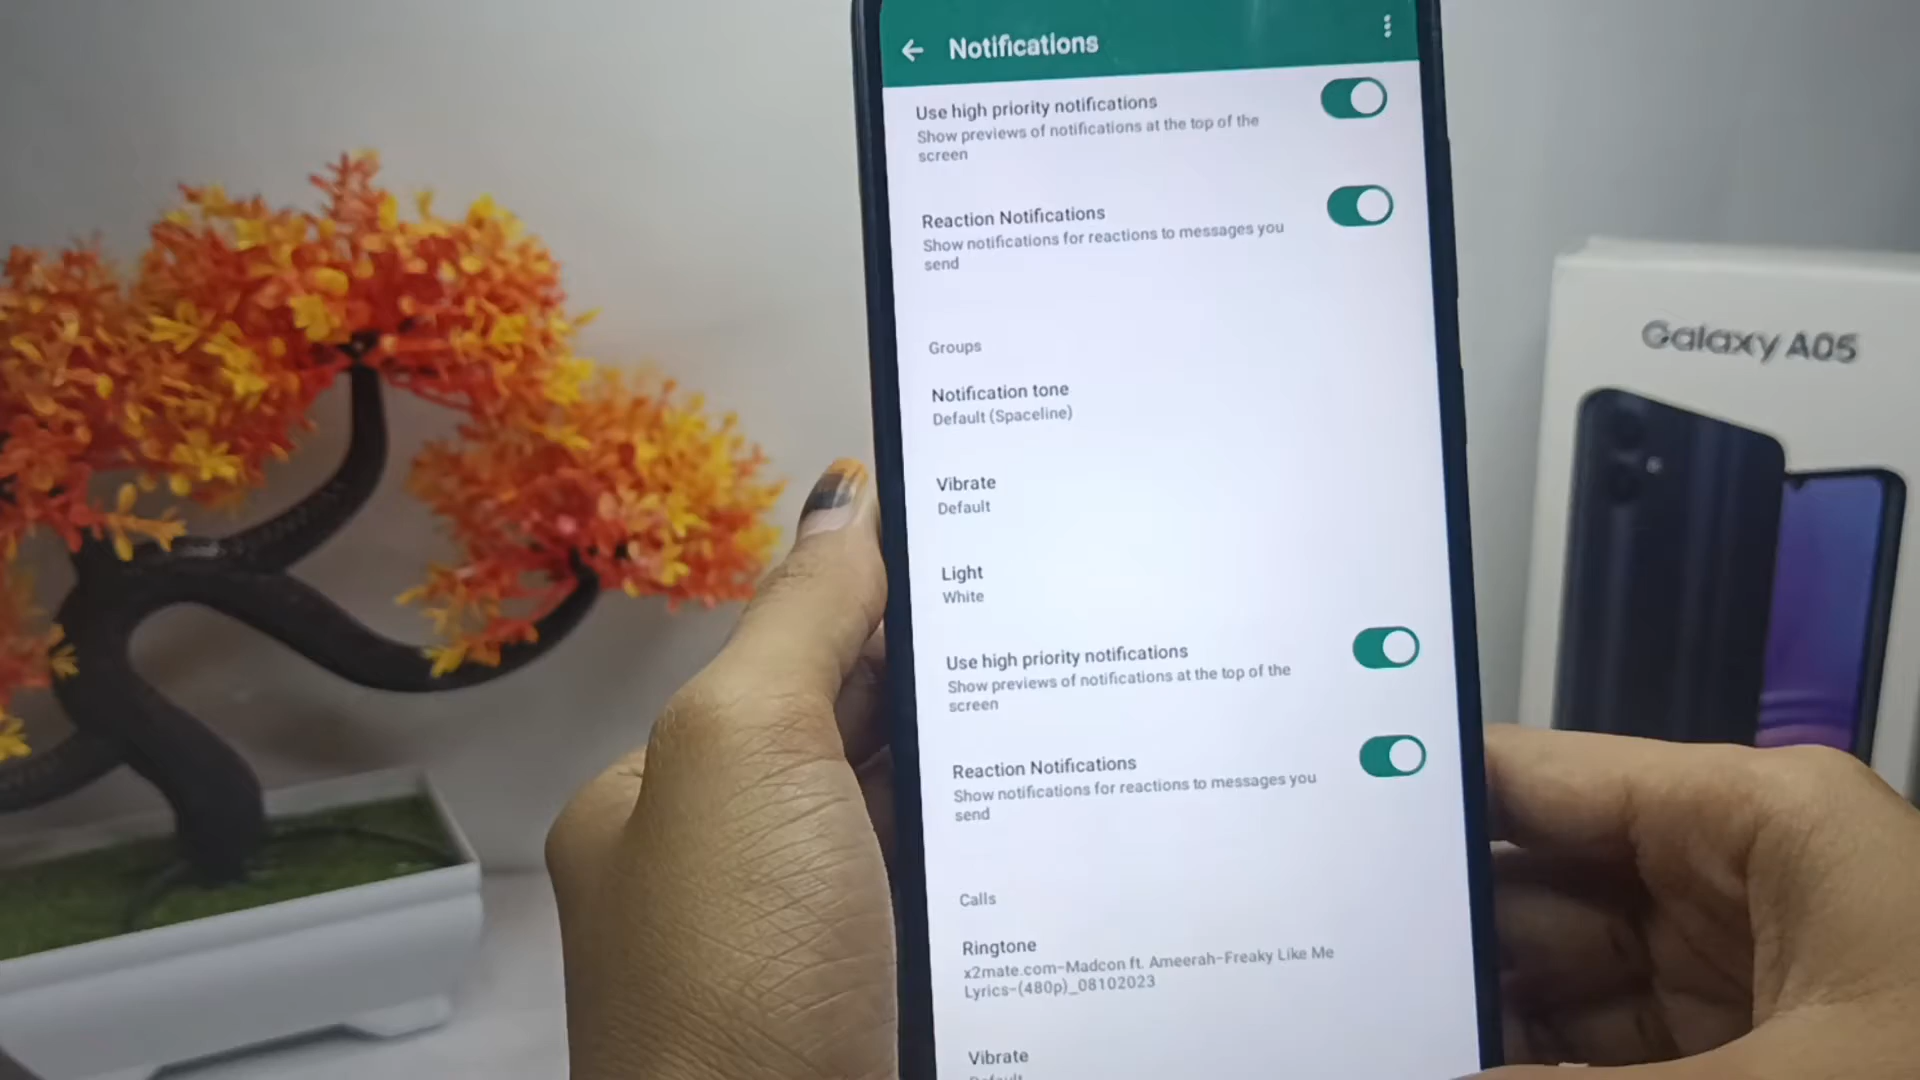 Notifications
Use high priority notifications
Show previews of notifications at the top of the
screen
Reaction Notifications
Show notifications for reactions to messages you
send
Groups
Notification tone
Default (Spaceline)
Vibrate
Default
Light
White
Use high priority notifications
Show previews of notifications at the top of the
screen
Reaction Notifications
Show notifications for reactions to messages you
send
Calls
Ringtone
x2mate.com-Madcon ft. Ameerah-Freaky Like Me
Lyrics-(480p)_08102023
Vibrate
Default
Galaxy A05